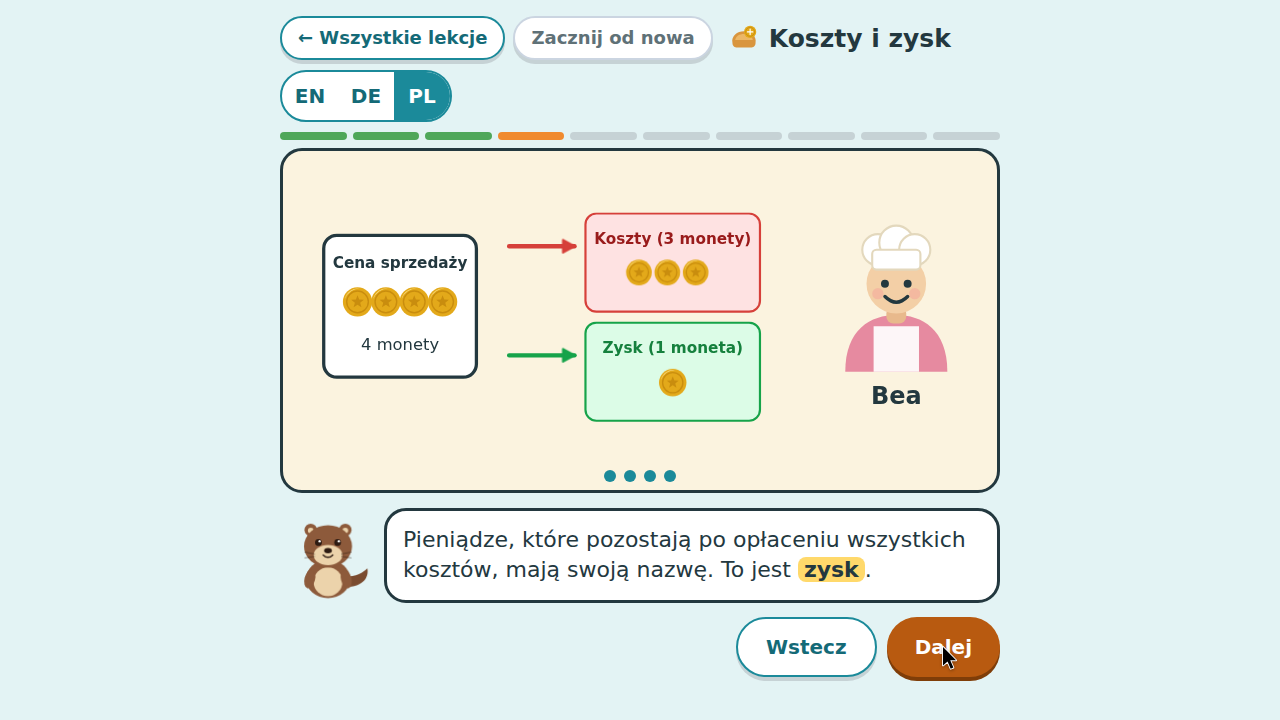 ← Wszystkie lekcje
Zacznij od nowa
Koszty i zysk
EN DE PL
Cena sprzedaży
4 monety
Koszty (3 monety)
Zysk (1 moneta)
Bea
Pieniądze, które pozostają po opłaceniu wszystkich
kosztów, mają swoją nazwę. To jest zysk.
Wstecz
Dalej